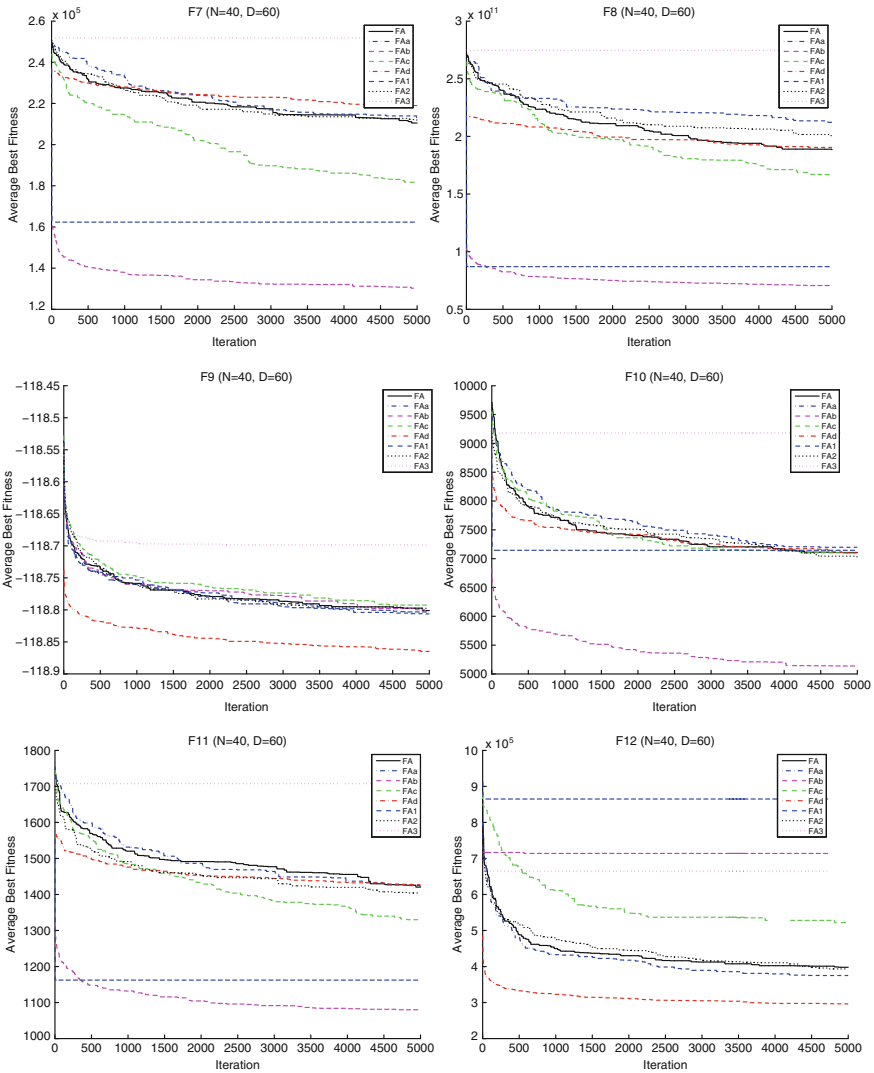 F7 (N=40, D=60)
x 10^5
2.6
2.4
2.2
2
1.8
1.6
1.4
1.2
Average Best Fitness
0 500 1000 1500 2000 2500 3000 3500 4000 4500 5000
Iteration
FA
FAa
FAb
FAc
FAd
FA1
FA2
FA3
F8 (N=40, D=60)
x 10^11
3
2.5
2
1.5
1
0.5
Average Best Fitness
0 500 1000 1500 2000 2500 3000 3500 4000 4500 5000
Iteration
FA
FAa
FAb
FAc
FAd
FA1
FA2
FA3
F9 (N=40, D=60)
−118.45
−118.5
−118.55
−118.6
−118.65
−118.7
−118.75
−118.8
−118.85
−118.9
Average Best Fitness
0 500 1000 1500 2000 2500 3000 3500 4000 4500 5000
Iteration
FA
FAa
FAb
FAc
FAd
FA1
FA2
FA3
F10 (N=40, D=60)
10000
9500
9000
8500
8000
7500
7000
6500
6000
5500
5000
Average Best Fitness
0 500 1000 1500 2000 2500 3000 3500 4000 4500 5000
Iteration
FA
FAa
FAb
FAc
FAd
FA1
FA2
FA3
F11 (N=40, D=60)
1800
1700
1600
1500
1400
1300
1200
1100
1000
Average Best Fitness
0 500 1000 1500 2000 2500 3000 3500 4000 4500 5000
Iteration
FA
FAa
FAb
FAc
FAd
FA1
FA2
FA3
F12 (N=40, D=60)
x 10^5
10
9
8
7
6
5
4
3
2
Average Best Fitness
0 500 1000 1500 2000 2500 3000 3500 4000 4500 5000
Iteration
FA
FAa
FAb
FAc
FAd
FA1
FA2
FA3